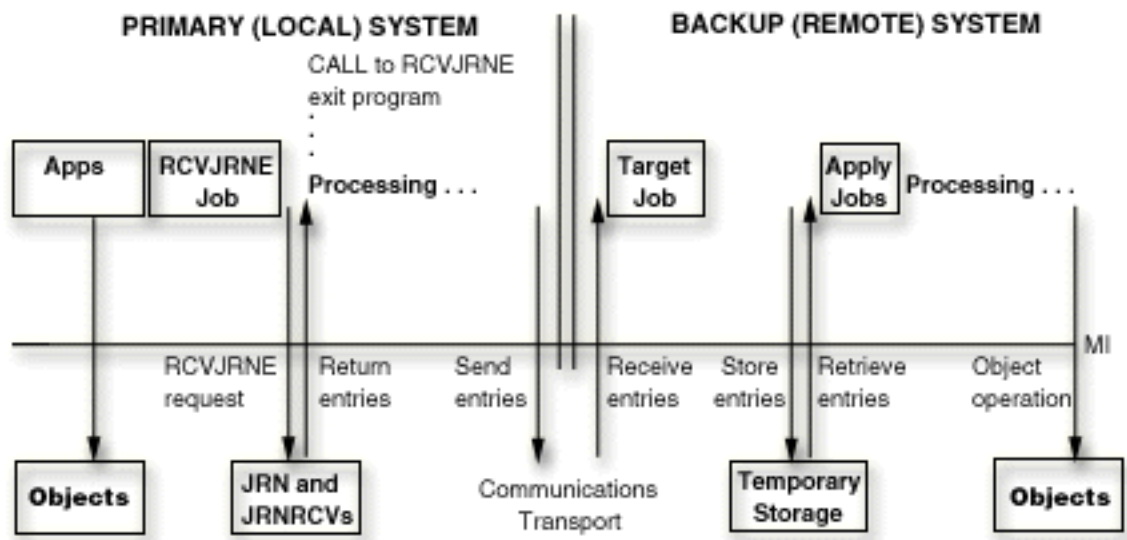 PRIMARY (LOCAL) SYSTEM
BACKUP (REMOTE) SYSTEM
CALL to RCVJRNE
exit program
Apps
RCVJRNE
Job
Processing . . .
Target
Job
Apply
Jobs
Processing . . .
MI
RCVJRNE
request
Return
entries
Send
entries
Receive
entries
Store
entries
Retrieve
entries
Object
operation
Objects
JRN and
JRNRCVs
Communications
Transport
Temporary
Storage
Objects